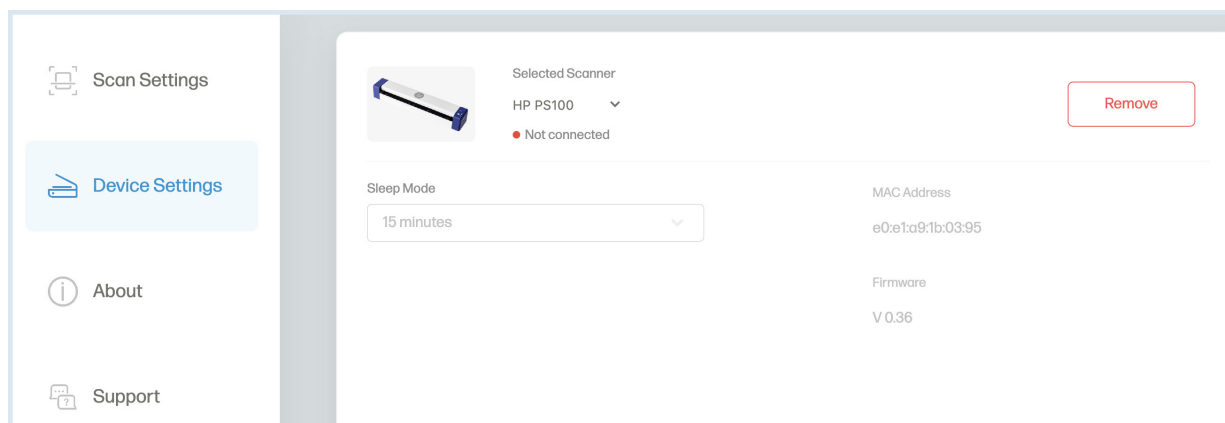 Scan Settings
Device Settings
About
Support
Selected Scanner
HP PS100
Not connected
Remove
Sleep Mode
15 minutes
MAC Address
e0:e1:a9:1b:03:95
Firmware
V 0.36